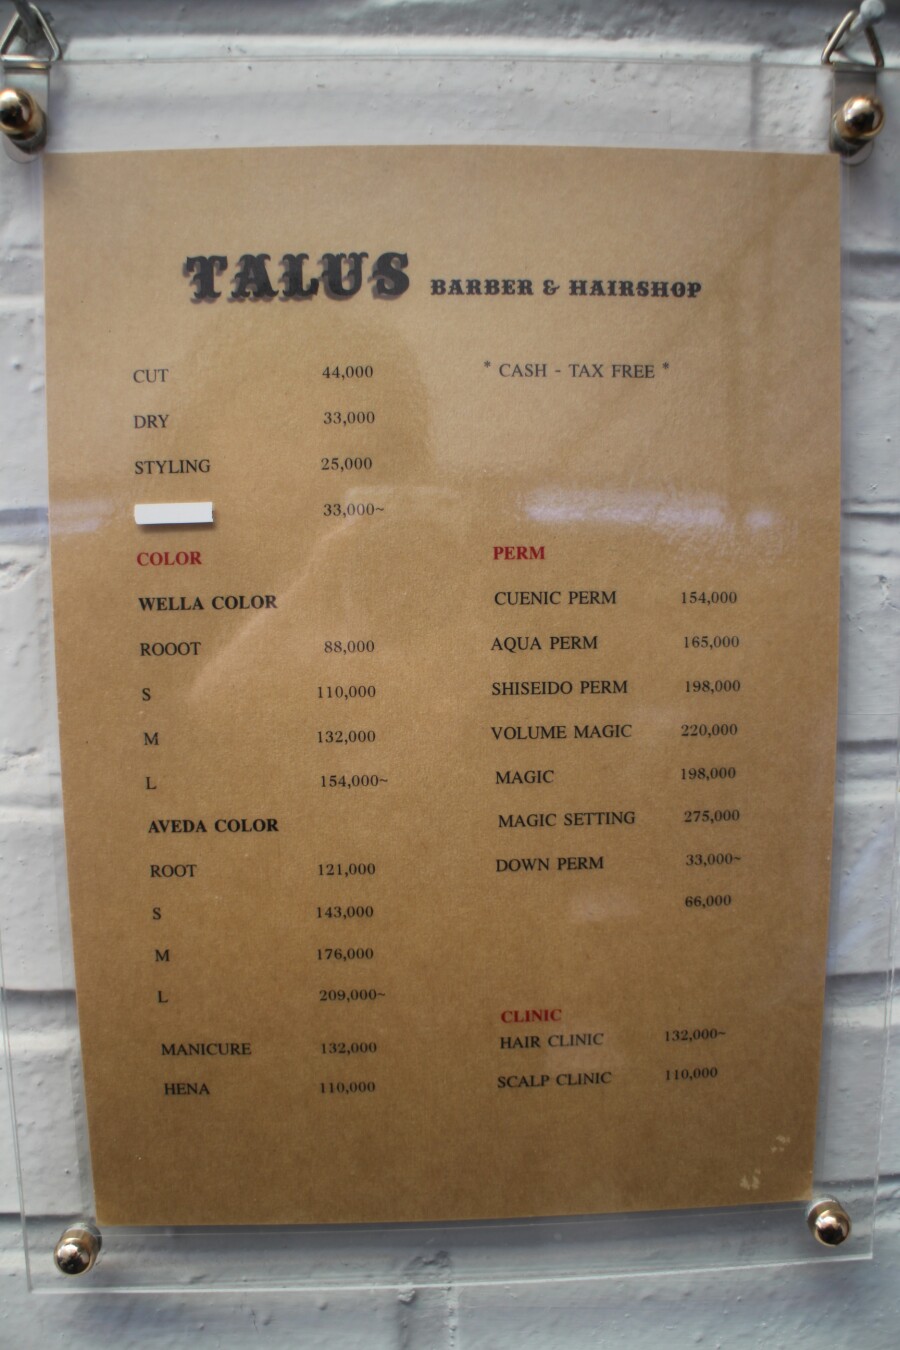 TALUS BARBER & HAIRSHOP
CUT 44,000
* CASH - TAX FREE *
DRY 33,000
STYLING 25,000
33,000~
COLOR
WELLA COLOR
ROOOT 88,000
S 110,000
M 132,000
L 154,000~
AVEDA COLOR
ROOT 121,000
S 143,000
M 176,000
L 209,000~
MANICURE 132,000
HENA 110,000
PERM
CUENIC PERM 154,000
AQUA PERM 165,000
SHISEIDO PERM 198,000
VOLUME MAGIC 220,000
MAGIC 198,000
MAGIC SETTING 275,000
DOWN PERM 33,000~
66,000
CLINIC
HAIR CLINIC 132,000~
SCALP CLINIC 110,000